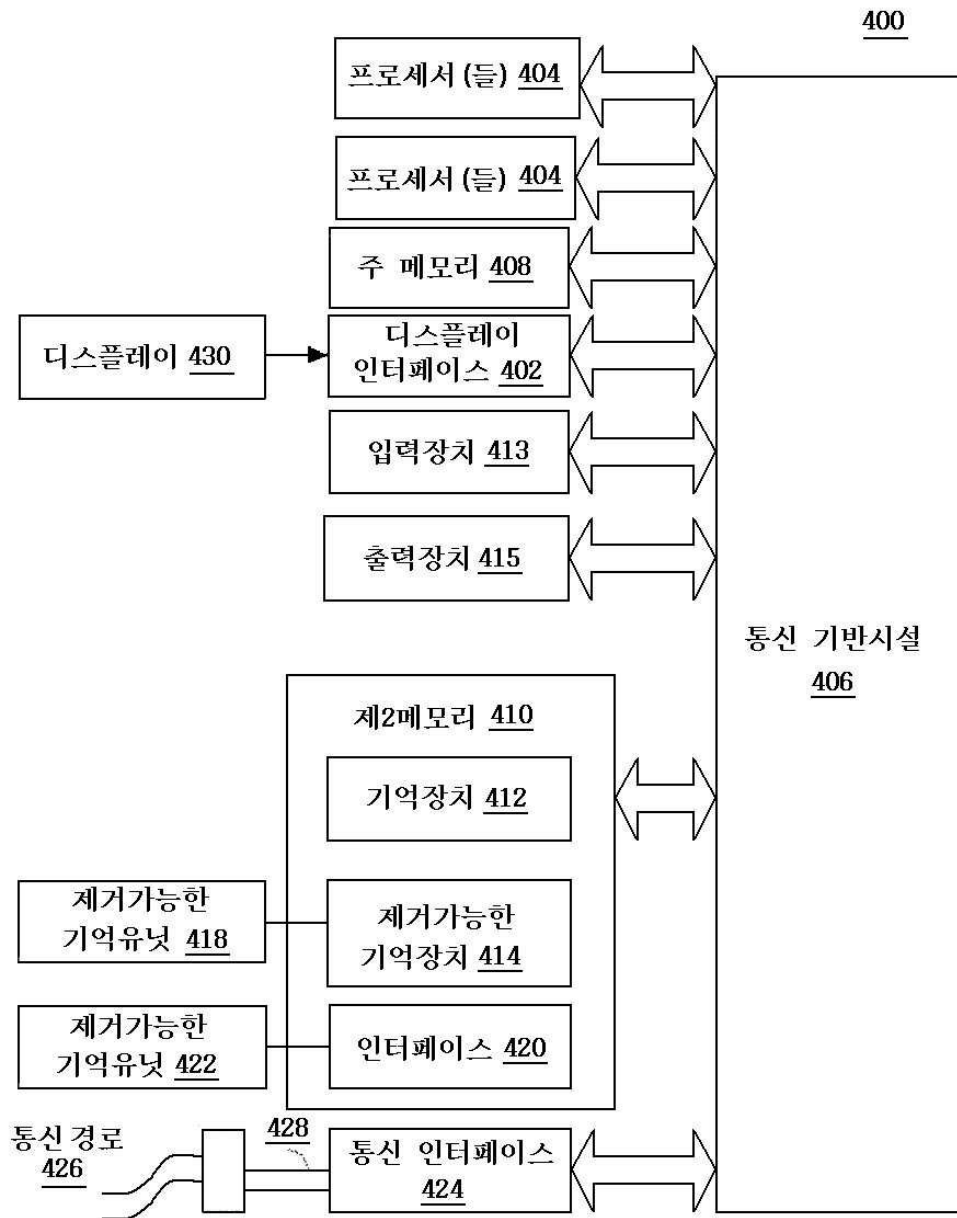 400
프로세서(들) 404
프로세서(들) 404
주 메모리 408
디스플레이 430
디스플레이
인터페이스 402
입력장치 413
출력장치 415
통신 기반시설
406
제2메모리 410
기억장치 412
제거가능한
기억유닛 418
제거가능한
기억장치 414
제거가능한
기억유닛 422
인터페이스 420
통신 경로
426
428
통신 인터페이스
424